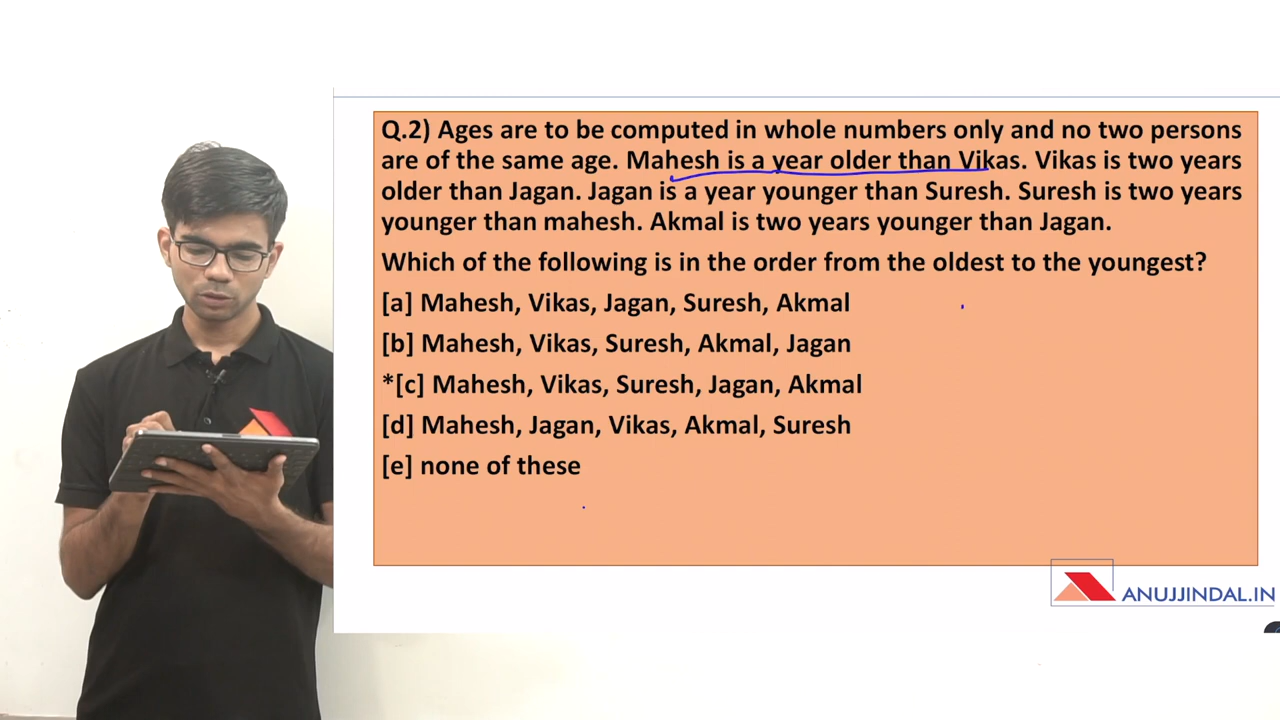 Q.2) Ages are to be computed in whole numbers only and no two persons
are of the same age. Mahesh is a year older than Vikas. Vikas is two years
older than Jagan. Jagan is a year younger than Suresh. Suresh is two years
younger than mahesh. Akmal is two years younger than Jagan.
Which of the following is in the order from the oldest to the youngest?
[a] Mahesh, Vikas, Jagan, Suresh, Akmal
[b] Mahesh, Vikas, Suresh, Akmal, Jagan
*[c] Mahesh, Vikas, Suresh, Jagan, Akmal
[d] Mahesh, Jagan, Vikas, Akmal, Suresh
[e] none of these
ANUJJINDAL.IN